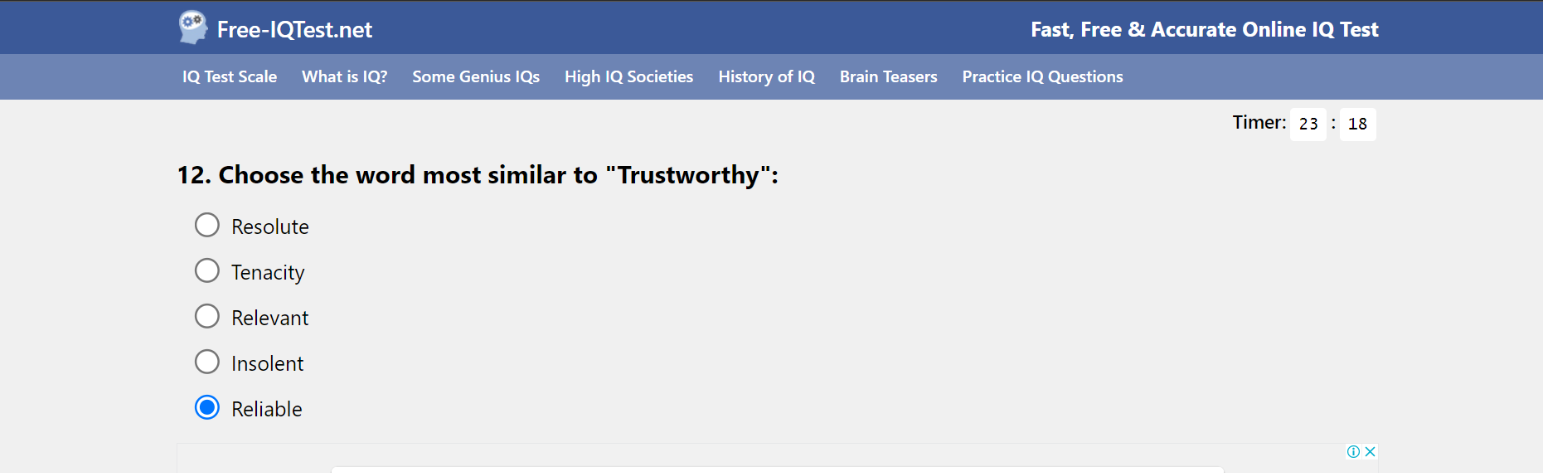 Free-IQTest.net
Fast, Free & Accurate Online IQ Test
IQ Test Scale What is IQ? Some Genius IQs High IQ Societies History of IQ Brain Teasers Practice IQ Questions
Timer: 23 : 18
12. Choose the word most similar to "Trustworthy":
Resolute
Tenacity
Relevant
Insolent
Reliable